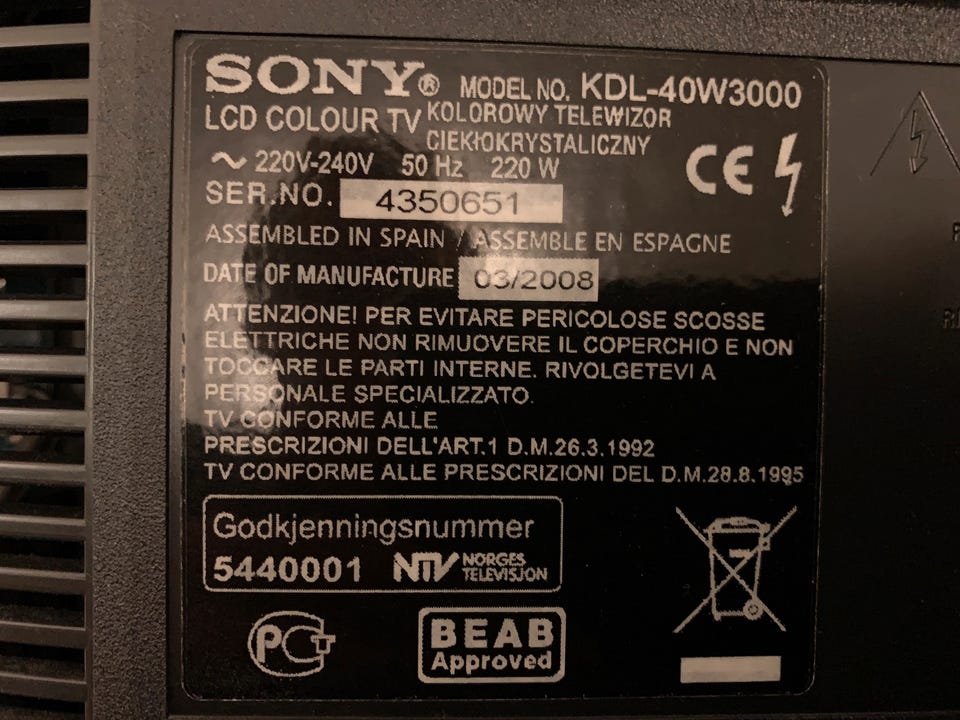 SONY® MODEL NO. KDL-40W3000
LCD COLOUR TV KOLOROWY TELEWIZOR
CIEKŁOKRYSTALICZNY
~ 220V-240V 50 Hz 220 W
CE
SER.NO. 4350651
ASSEMBLED IN SPAIN / ASSEMBLE EN ESPAGNE
DATE OF MANUFACTURE 03/2008
ATTENZIONE! PER EVITARE PERICOLOSE SCOSSE
ELETTRICHE NON RIMUOVERE IL COPERCHIO E NON
TOCCARE LE PARTI INTERNE. RIVOLGETEVI A
PERSONALE SPECIALIZZATO.
TV CONFORME ALLE
PRESCRIZIONI DELL'ART.1 D.M.26.3.1992
TV CONFORME ALLE PRESCRIZIONI DEL D.M.28.8.1995
Godkjenningsnummer
5440001 NTV NORGES
TELEVISJON
PCT
BEAB
Approved